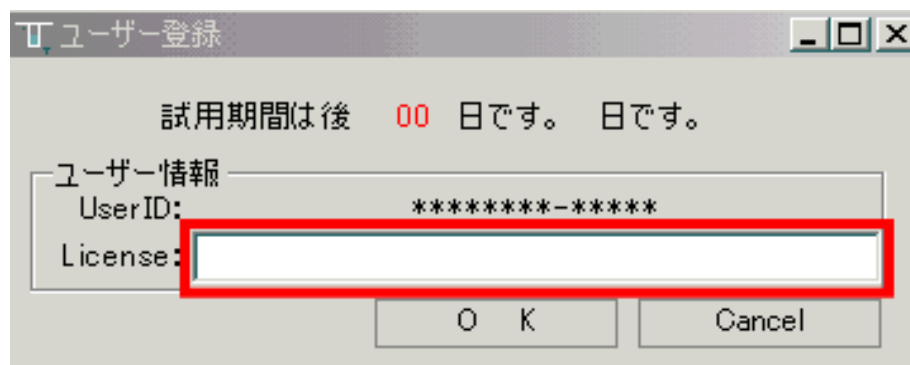 ユーザー登録
試用期間は後 00 日です。 日です。
ユーザー情報
UserID: ********-*****
License:
O K Cancel